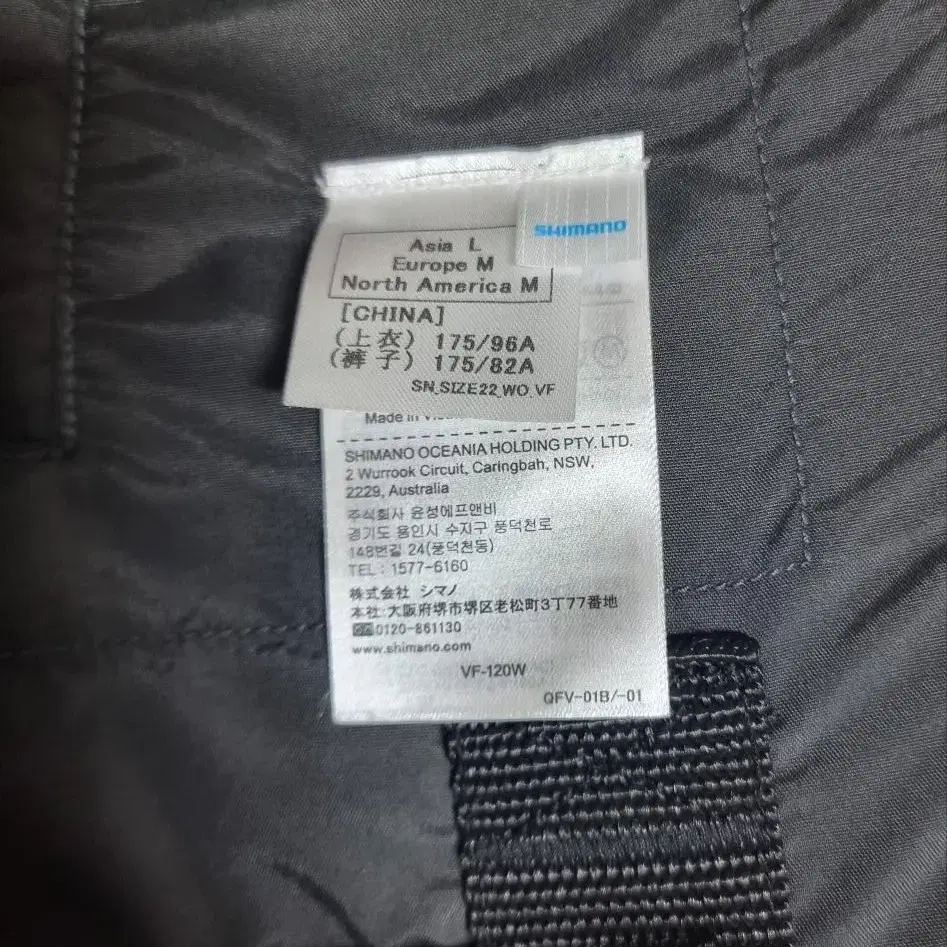 SHIMANO
Asia L
Europe M
North America M
[CHINA]
(上衣) 175/96A
(裤子) 175/82A
SN_SIZE22_WO_VF
Made in
SHIMANO OCEANIA HOLDING PTY. LTD.
2 Wurrook Circuit, Caringbah, NSW,
2229, Australia
주식회사 윤성에프앤비
경기도 용인시 수지구 풍덕천로
148번길 24(풍덕천동)
TEL : 1577-6160
株式会社 シマノ
本社:大阪府堺市堺区老松町3丁77番地
0120-861130
www.shimano.com
VF-120W
QFV-01B/-01